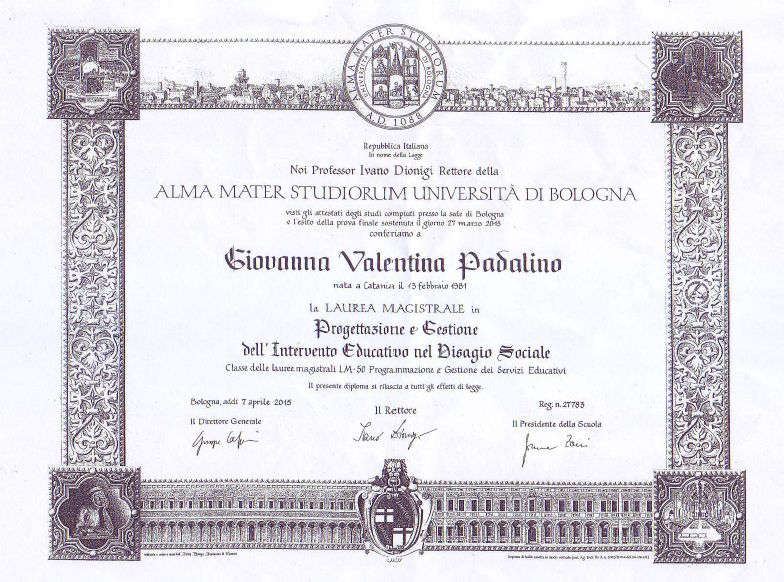 ALMA MATER STUDIORUM
UNIVERSITÀ DI BOLOGNA
A.D. 1088
Repubblica Italiana
In nome della Legge
Noi Professor Ivano Dionigi Rettore della
ALMA MATER STUDIORUM UNIVERSITÀ DI BOLOGNA
visti gli attestati degli studi compiuti presso la sede di Bologna
e l'esito della prova finale sostenuta il giorno 27 marzo 2015
conferiamo a
Giovanna Valentina Padalino
nata a Catania il 13 febbraio 1981
la LAUREA MAGISTRALE in
Progettazione e Gestione
dell'Intervento Educativo nel Disagio Sociale
Classe delle lauree magistrali LM-50 Programmazione e Gestione dei Servizi Educativi
Il presente diploma si rilascia a tutti gli effetti di legge.
Bologna, addì 7 aprile 2015
Reg. n. 27783
Il Direttore Generale
Il Rettore
Il Presidente della Scuola